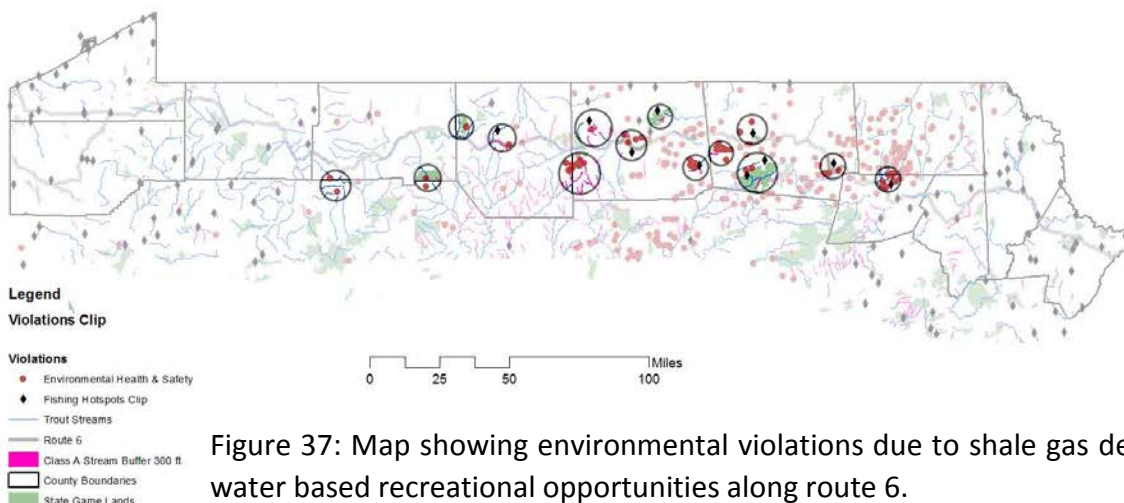 Legend
Violations Clip
Violations
Environmental Health & Safety
Fishing Hotspots Clip
Trout Streams
Route 6
Class A Stream Buffer 300 ft.
County Boundaries
State Game Lands
Miles
0 25 50 100
Figure 37: Map showing environmental violations due to shale gas de
water based recreational opportunities along route 6.